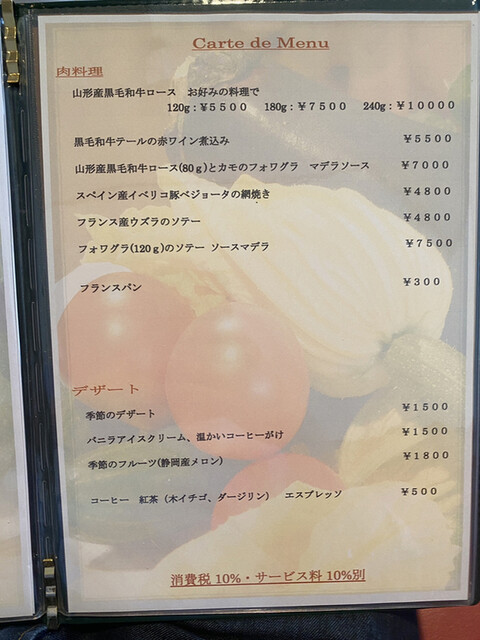 Carte de Menu
肉料理
山形産黒毛和牛ロース　お好みの料理で
120g:￥5500　180g:￥7500　240g:￥10000
黒毛和牛テールの赤ワイン煮込み　￥5500
山形産黒毛和牛ロース(80ｇ)とカモのフォワグラ　マデラソース　￥7000
スペイン産イベリコ豚ベジョータの網焼き　￥4800
フランス産ウズラのソテー　￥4800
フォワグラ(120ｇ)のソテー ソースマデラ　￥7500
フランスパン　￥300
デザート
季節のデザート　￥1500
バニラアイスクリーム、温かいコーヒーがけ　￥1500
季節のフルーツ(静岡産メロン)　￥1800
コーヒー　紅茶（木イチゴ、ダージリン）　エスプレッソ　￥500
消費税 10%・サービス料 10%別